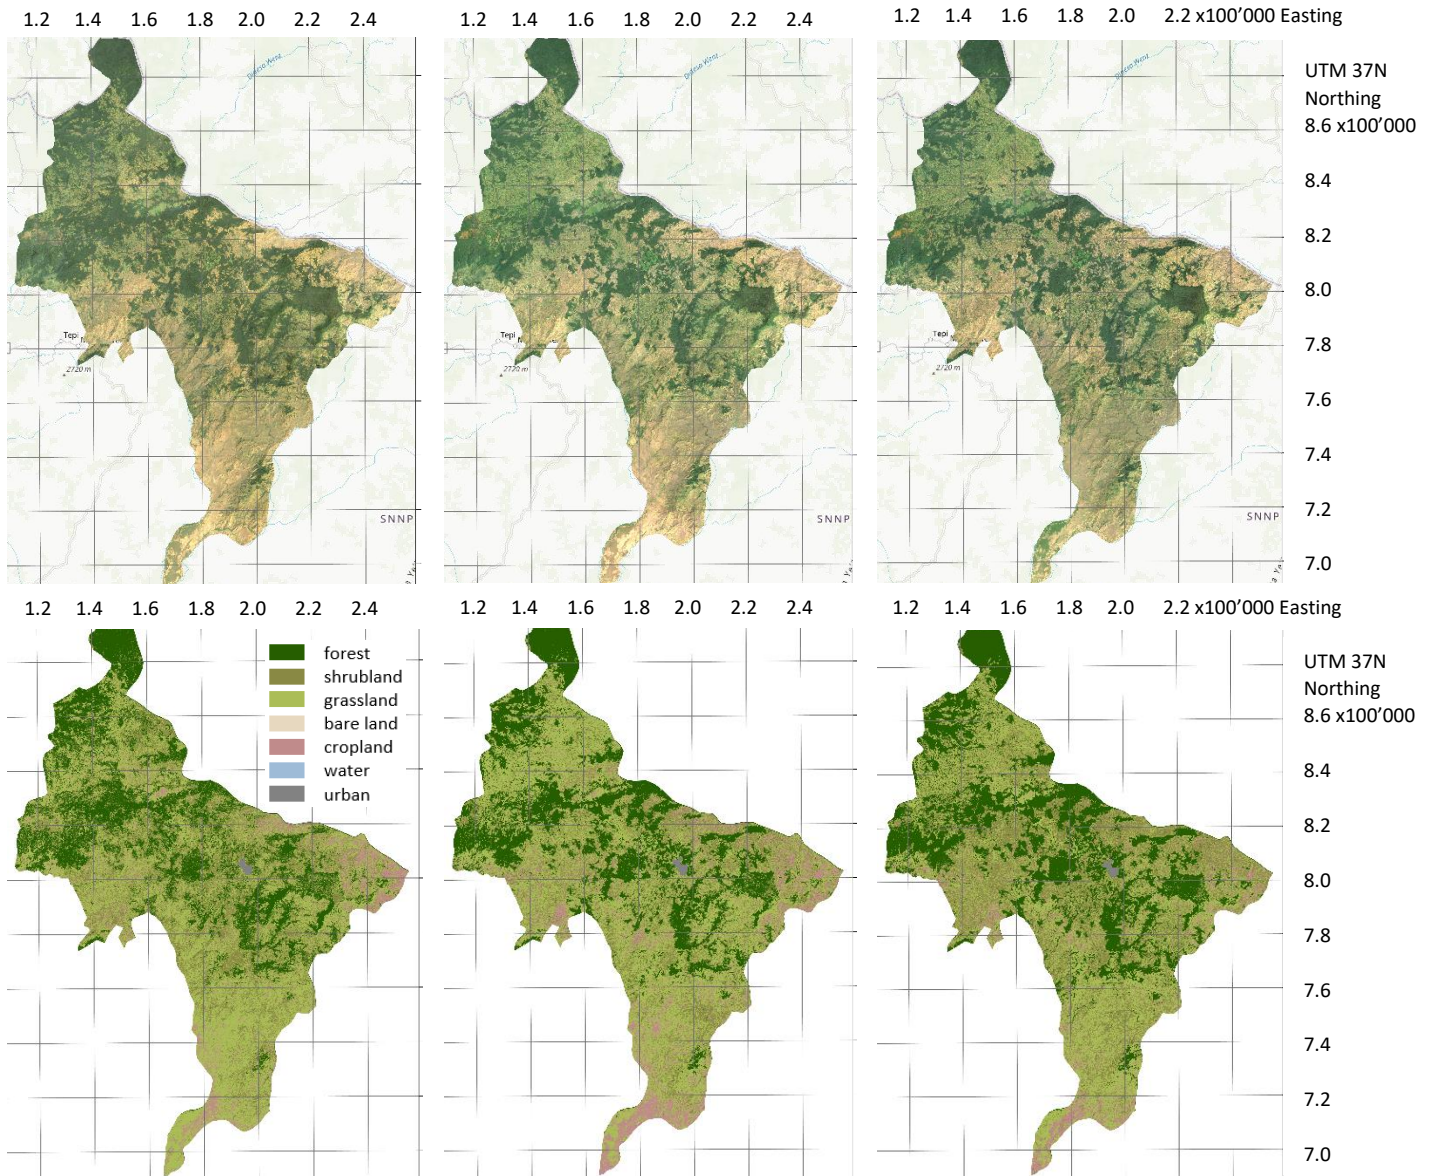 1.2 1.4 1.6 1.8 2.0 2.2 2.4 1.2 1.4 1.6 1.8 2.0 2.2 2.4 1.2 1.4 1.6 1.8 2.0 2.2 x100’000 Easting
UTM 37N
Northing
8.6 x100’000
8.4
8.2
8.0
7.8
7.6
7.4
7.2
7.0
Didesa Wenz
Didesa Wenz
Didesa Wenz
Tepi
2720 m
SNNP
Tepi
2720 m
SNNP
Tepi
2720 m
SNNP
1.2 1.4 1.6 1.8 2.0 2.2 2.4 1.2 1.4 1.6 1.8 2.0 2.2 2.4 1.2 1.4 1.6 1.8 2.0 2.2 x100’000 Easting
forest
shrubland
grassland
bare land
cropland
water
urban
UTM 37N
Northing
8.6 x100’000
8.4
8.2
8.0
7.8
7.6
7.4
7.2
7.0